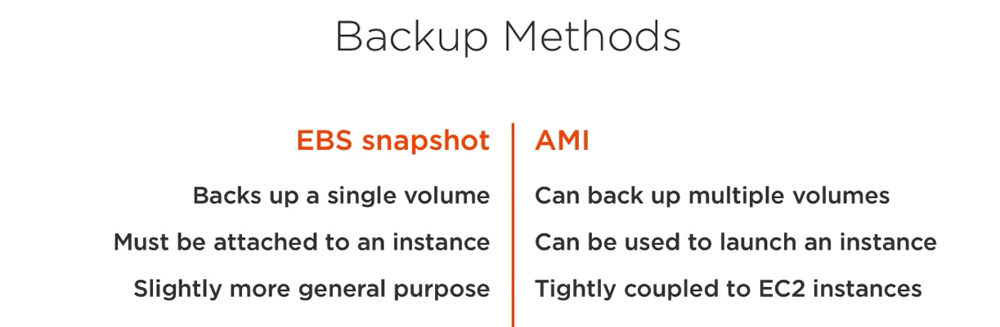 Backup Methods
EBS snapshot
Backs up a single volume
Must be attached to an instance
Slightly more general purpose
AMI
Can back up multiple volumes
Can be used to launch an instance
Tightly coupled to EC2 instances